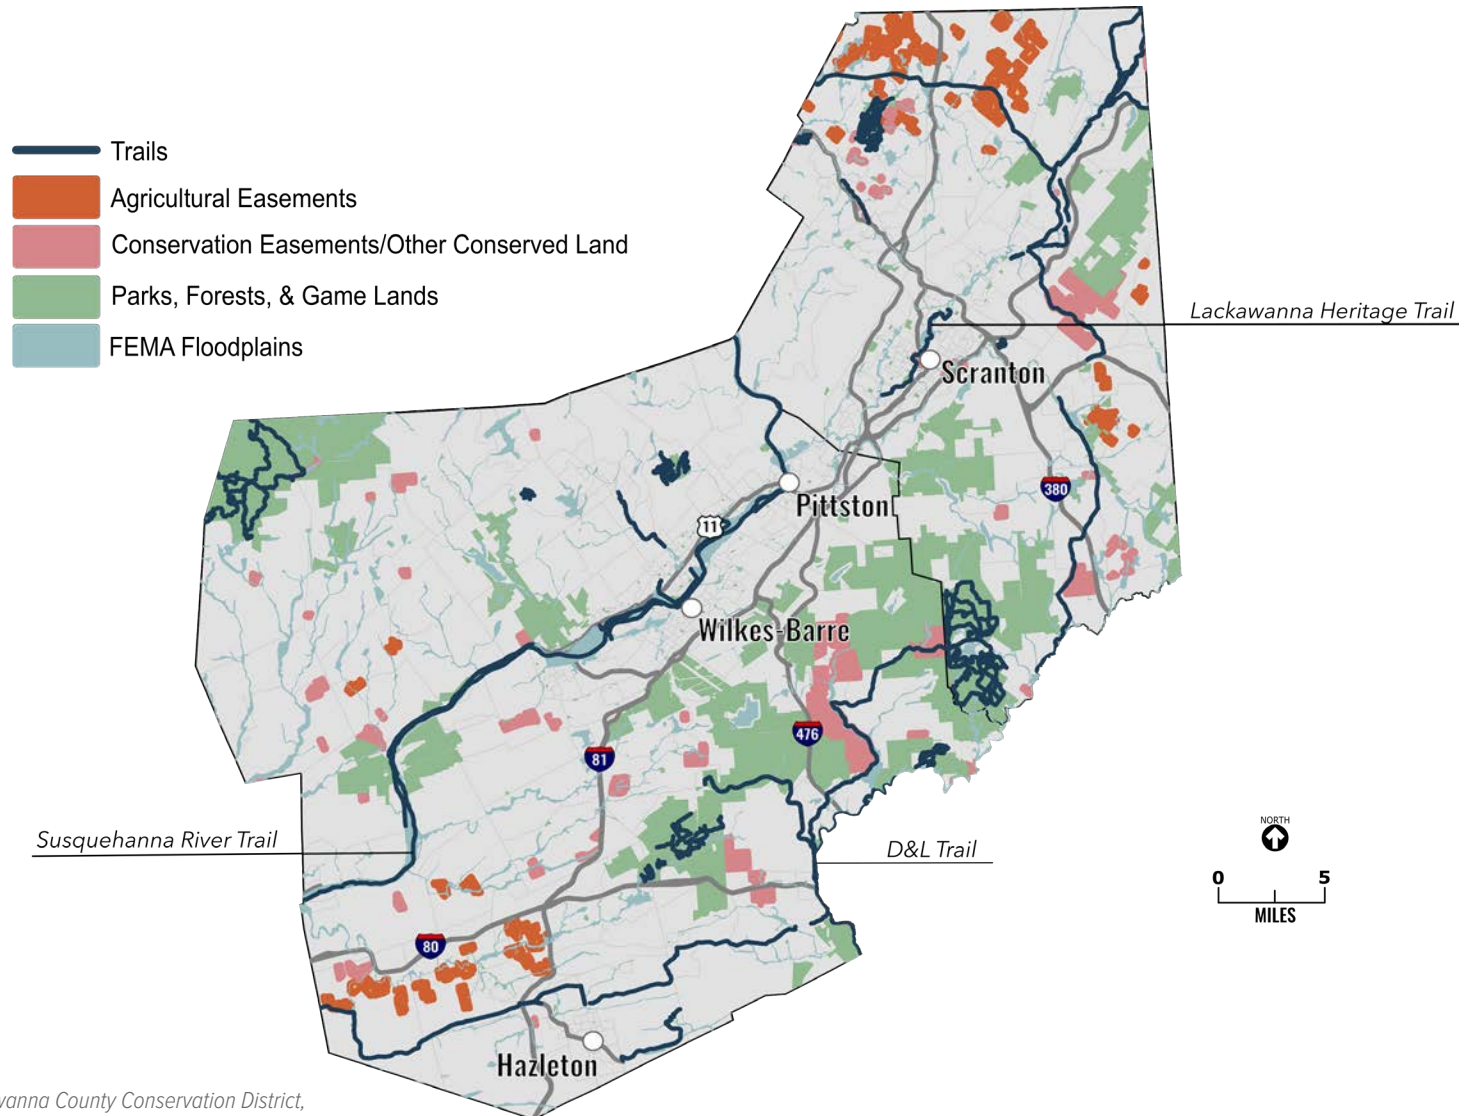 Trails
Agricultural Easements
Conservation Easements/Other Conserved Land
Parks, Forests, & Game Lands
FEMA Floodplains
Lackawanna Heritage Trail
Scranton
380
Pittston
11
Wilkes-Barre
476
81
Susquehanna River Trail
D&L Trail
NORTH
0 5
MILES
80
Hazleton
wanna County Conservation District,